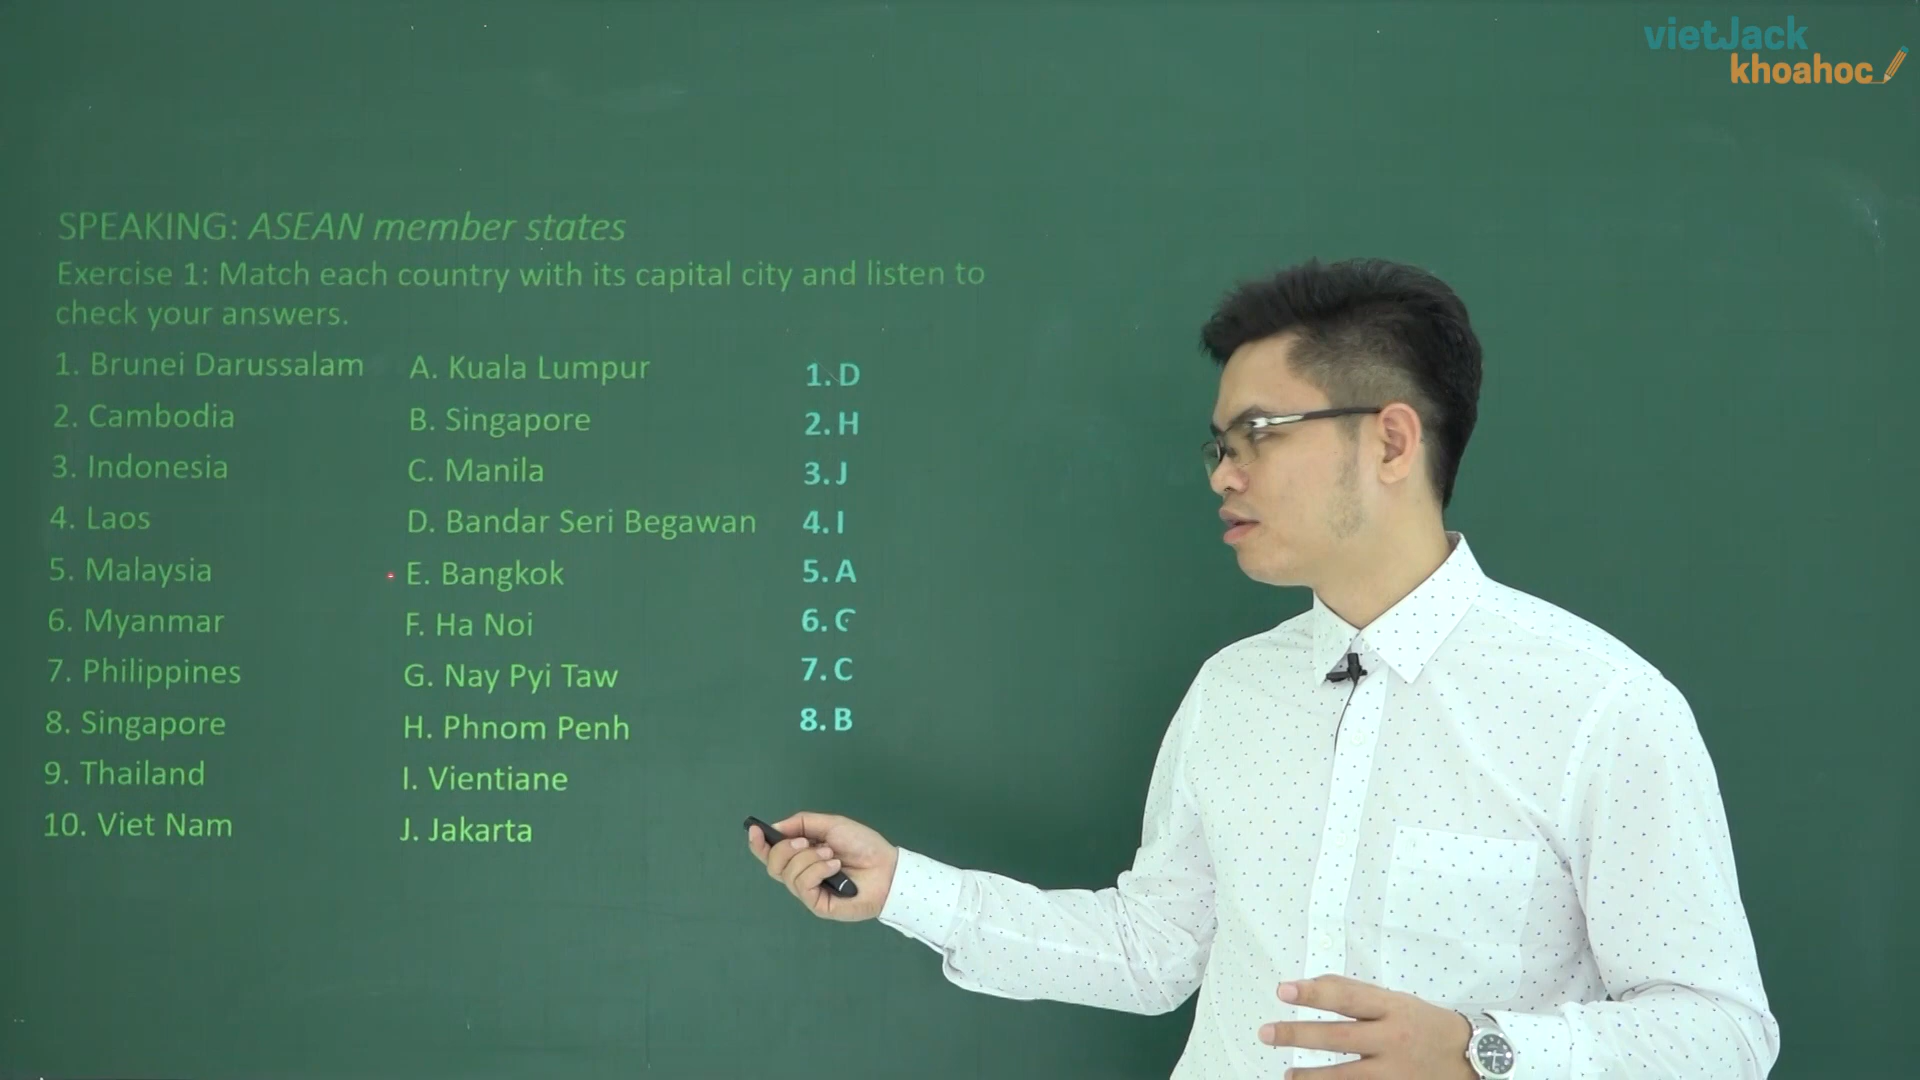 vietJack
khoahoc
SPEAKING: ASEAN member states
Exercise 1: Match each country with its capital city and listen to
check your answers.
1. Brunei Darussalam A. Kuala Lumpur 1. D
2. Cambodia B. Singapore 2. H
3. Indonesia C. Manila 3. J
4. Laos D. Bandar Seri Begawan 4. I
5. Malaysia E. Bangkok 5. A
6. Myanmar F. Ha Noi 6.
7. Philippines G. Nay Pyi Taw 7. C
8. Singapore H. Phnom Penh 8. B
9. Thailand I. Vientiane
10. Viet Nam J. Jakarta